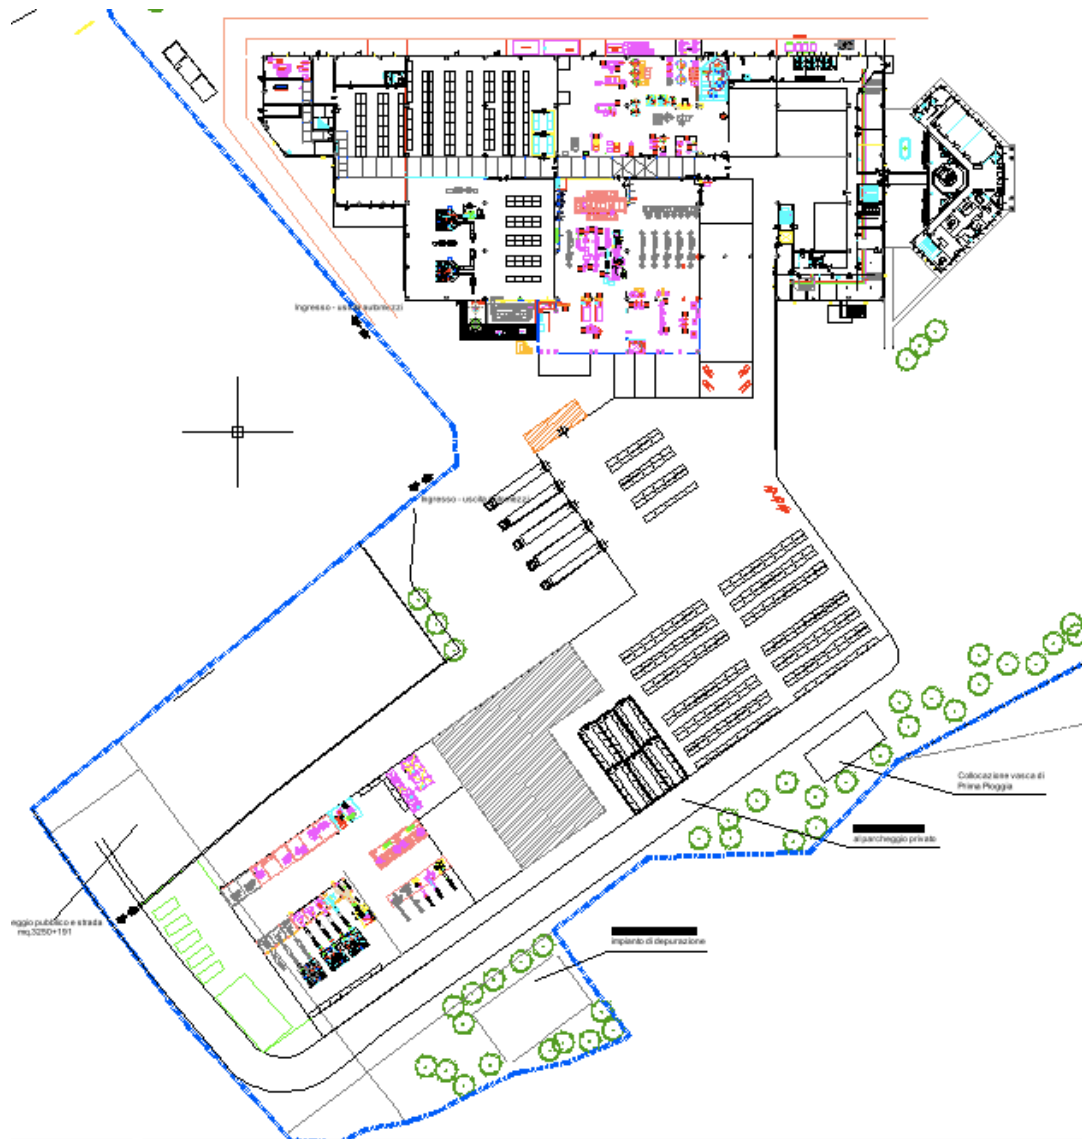 Ingresso - uscita automezzi
Ingresso - uscita automezzi
Collocazione vasca di
Prima Pioggia
al parcheggio privato
eggio pubblico e strada
mq.3250+191
impianto di depurazione